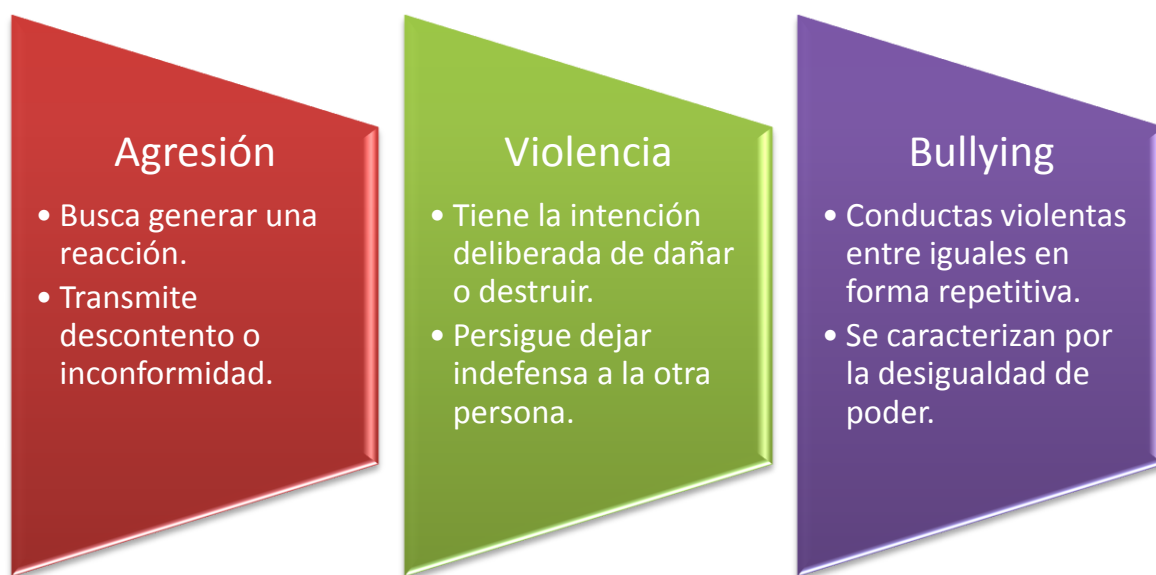 Agresión
• Busca generar una
reacción.
• Transmite
descontento o
inconformidad.
Violencia
• Tiene la intención
deliberada de dañar
o destruir.
• Persigue dejar
indefensa a la otra
persona.
Bullying
• Conductas violentas
entre iguales en
forma repetitiva.
• Se caracterizan por
la desigualdad de
poder.